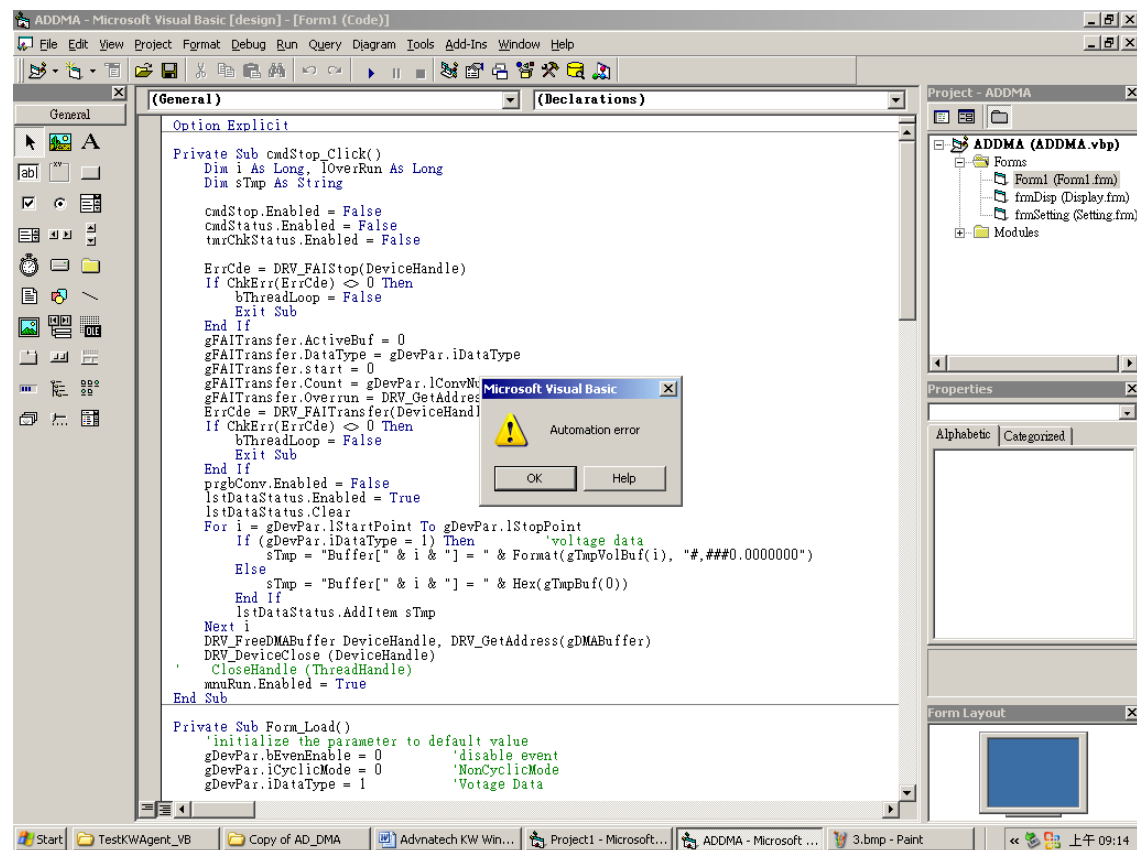 ADDMA - Microsoft Visual Basic [design] - [Form1 (Code)]
File Edit View Project Format Debug Run Query Diagram Tools Add-Ins Window Help
General
A
ab
XY
OLE
(General)
(Declarations)
Option Explicit
Private Sub cmdStop_Click()
Dim i As Long, lOverRun As Long
Dim sTmp As String
cmdStop.Enabled = False
cmdStatus.Enabled = False
tmrChkStatus.Enabled = False
ErrCde = DRV_FAIStop(DeviceHandle)
If ChkErr(ErrCde) <> 0 Then
bThreadLoop = False
Exit Sub
End If
gFAITransfer.ActiveBuf = 0
gFAITransfer.DataType = gDevPar.iDataType
gFAITransfer.start = 0
gFAITransfer.Count = gDevPar.lConvNu
gFAITransfer.Overrun = DRV_GetAddres
ErrCde = DRV_FAITransfer(DeviceHandl
If ChkErr(ErrCde) <> 0 Then
bThreadLoop = False
Exit Sub
End If
prgbConv.Enabled = False
lstDataStatus.Enabled = True
lstDataStatus.Clear
For i = gDevPar.lStartPoint To gDevPar.lStopPoint
If (gDevPar.iDataType = 1) Then 'voltage data
sTmp = "Buffer[" & i & "] = " & Format(gTmpVolBuf(i), "#,###0.0000000")
Else
sTmp = "Buffer[" & i & "] = " & Hex(gTmpBuf(0))
End If
lstDataStatus.AddItem sTmp
Next i
DRV_FreeDMABuffer DeviceHandle, DRV_GetAddress(gDMABuffer)
DRV_DeviceClose (DeviceHandle)
' CloseHandle (ThreadHandle)
mnuRun.Enabled = True
End Sub
Private Sub Form_Load()
'initialize the parameter to default value
gDevPar.bEvenEnable = 0 'disable event
gDevPar.iCyclicMode = 0 'NonCyclicMode
gDevPar.iDataType = 1 'Votage Data
Microsoft Visual Basic
Automation error
OK
Help
Project - ADDMA
ADDMA (ADDMA.vbp)
Forms
Form1 (Form1.frm)
frmDisp (Display.frm)
frmSetting (Setting.frm)
Modules
Properties
Alphabetic
Categorized
Form Layout
Start
TestKWAgent_VB
Copy of AD_DMA
Advnatech KW Win...
Project1 - Microsoft...
ADDMA - Microsoft ...
3.bmp - Paint
上午 09:14